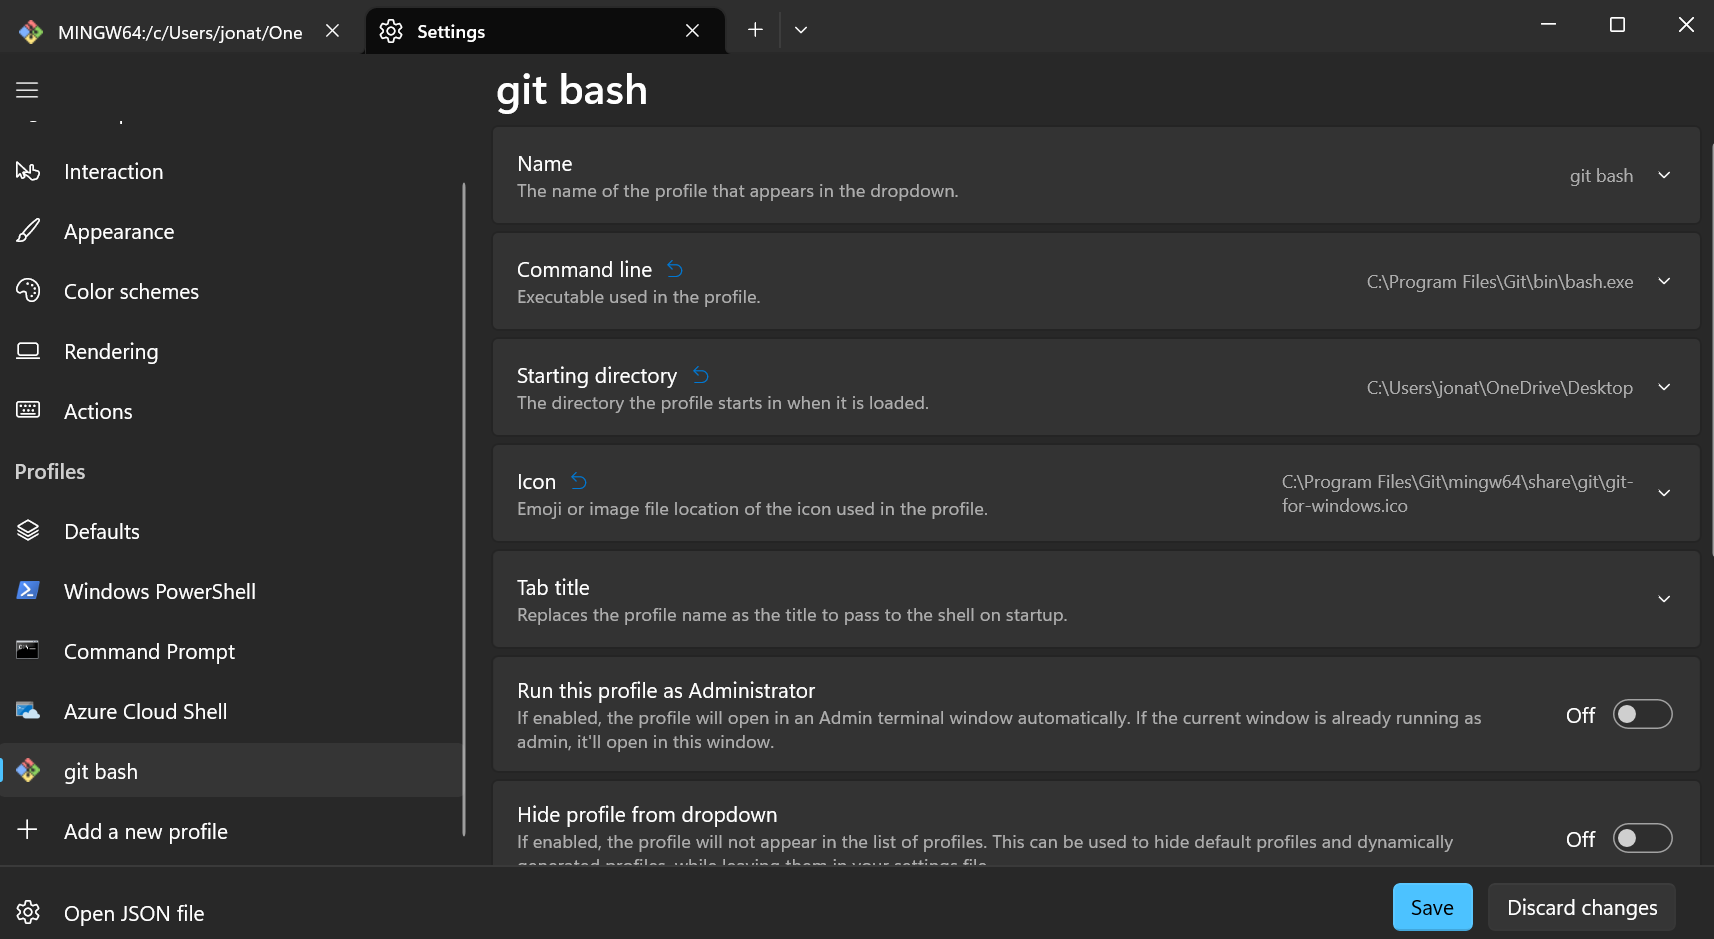 MINGW64:/c/Users/jonat/One
Settings
git bash
Interaction
Appearance
Color schemes
Rendering
Actions
Profiles
Defaults
Windows PowerShell
Command Prompt
Azure Cloud Shell
git bash
Add a new profile
Open JSON file
Name
The name of the profile that appears in the dropdown.
git bash
Command line
Executable used in the profile.
C:\Program Files\Git\bin\bash.exe
Starting directory
The directory the profile starts in when it is loaded.
C:\Users\jonat\OneDrive\Desktop
Icon
Emoji or image file location of the icon used in the profile.
C:\Program Files\Git\mingw64\share\git\git-
for-windows.ico
Tab title
Replaces the profile name as the title to pass to the shell on startup.
Run this profile as Administrator
If enabled, the profile will open in an Admin terminal window automatically. If the current window is already running as
admin, it'll open in this window.
Off
Hide profile from dropdown
If enabled, the profile will not appear in the list of profiles. This can be used to hide default profiles and dynamically
generated profiles, while leaving them in your settings file.
Off
Save
Discard changes